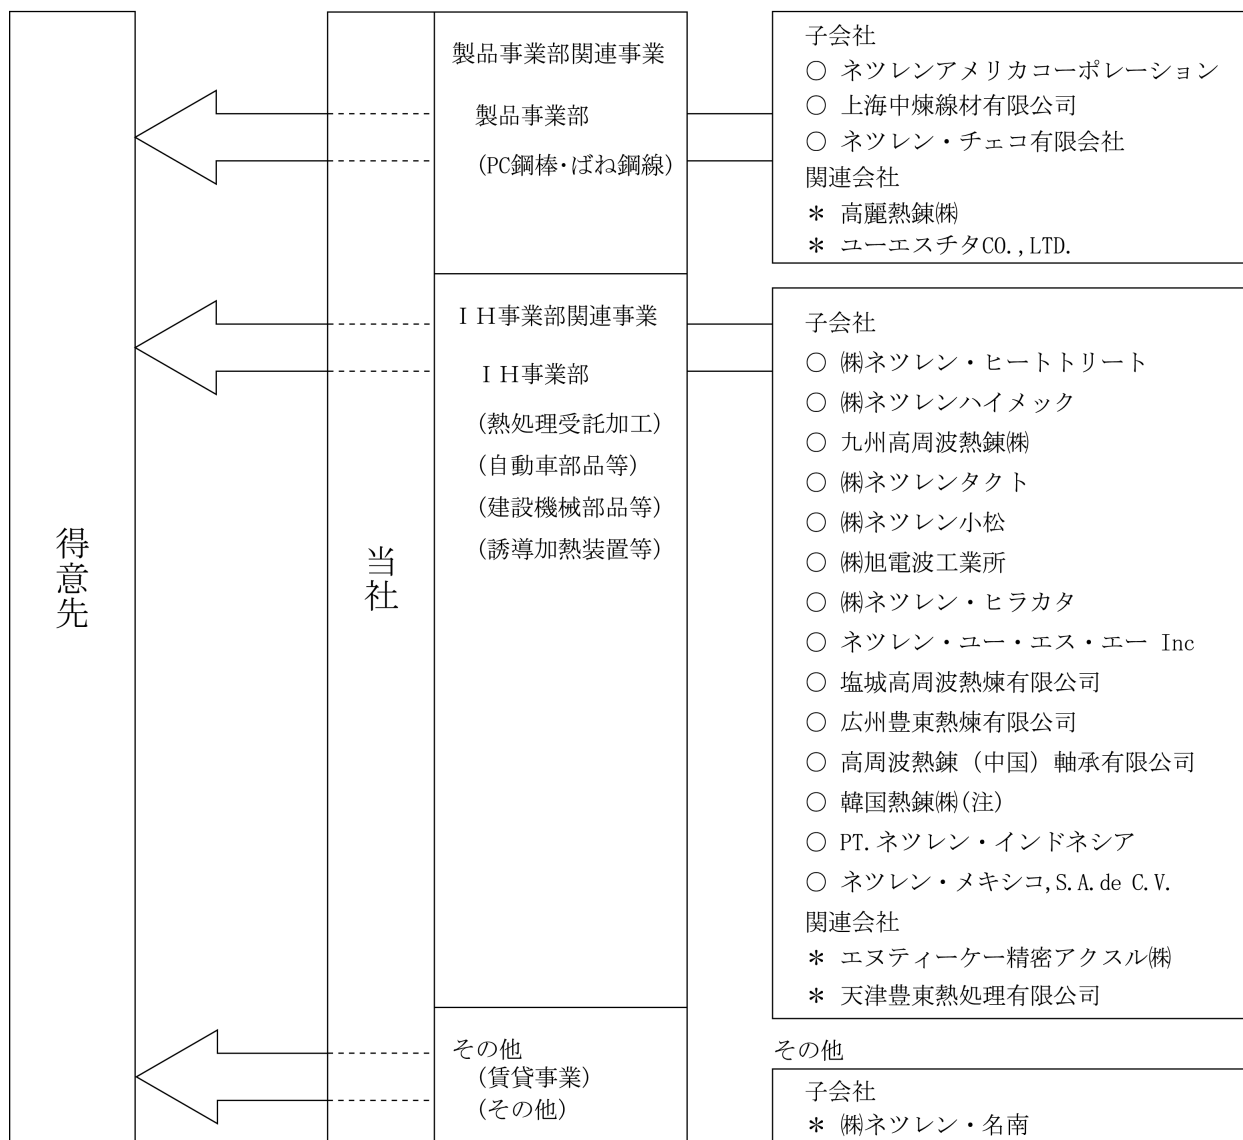 得意先
当社
製品事業部関連事業
製品事業部
(PC鋼棒・ばね鋼線)
ＩＨ事業部関連事業
ＩＨ事業部
(熱処理受託加工)
(自動車部品等)
(建設機械部品等)
(誘導加熱装置等)
その他
(賃貸事業)
(その他)
子会社
○ ネツレンアメリカコーポレーション
○ 上海中煉線材有限公司
○ ネツレン・チェコ有限会社
関連会社
＊ 高麗熱錬㈱
＊ ユーエスチタCO.,LTD.
子会社
○ ㈱ネツレン・ヒートトリート
○ ㈱ネツレンハイメック
○ 九州高周波熱錬㈱
○ ㈱ネツレンタクト
○ ㈱ネツレン小松
○ ㈱旭電波工業所
○ ㈱ネツレン・ヒラカタ
○ ネツレン・ユー・エス・エー Inc
○ 塩城高周波熱煉有限公司
○ 広州豊東熱煉有限公司
○ 高周波熱錬（中国）軸承有限公司
○ 韓国熱錬㈱(注)
○ PT.ネツレン・インドネシア
○ ネツレン・メキシコ,S.A.de C.V.
関連会社
＊ エヌティーケー精密アクスル㈱
＊ 天津豊東熱処理有限公司
その他
子会社
＊ ㈱ネツレン・名南